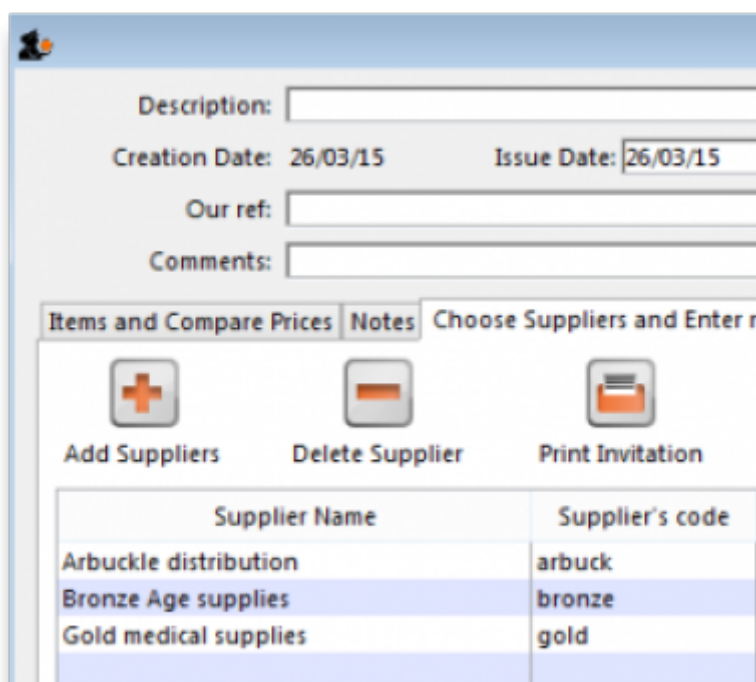 Description:
Creation Date: 26/03/15 Issue Date: 26/03/15
Our ref:
Comments:
Items and Compare Prices Notes Choose Suppliers and Enter
Add Suppliers Delete Supplier Print Invitation
Supplier Name Supplier's code
Arbuckle distribution arbuck
Bronze Age supplies bronze
Gold medical supplies gold